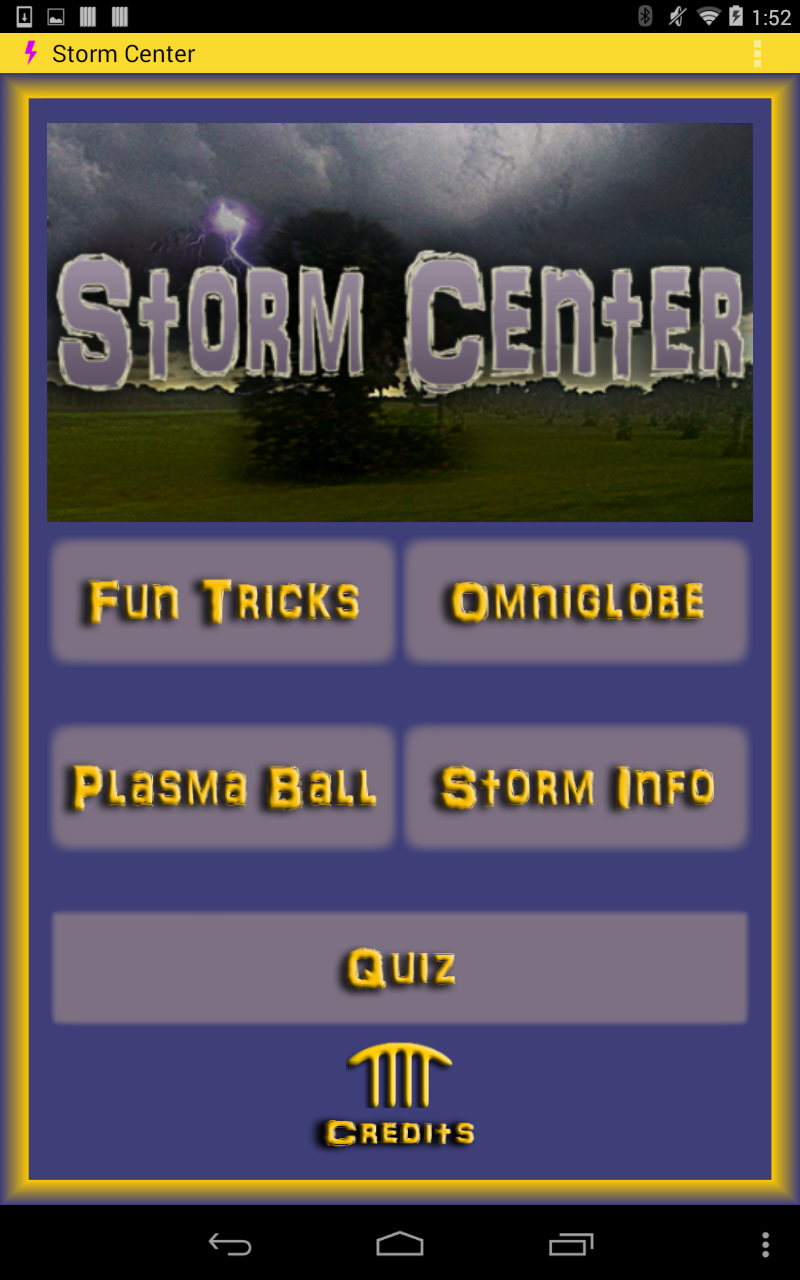 1:52
Storm Center
Storm Center
Fun Tricks
Omniglobe
Plasma Ball
Storm Info
Quiz
Credits